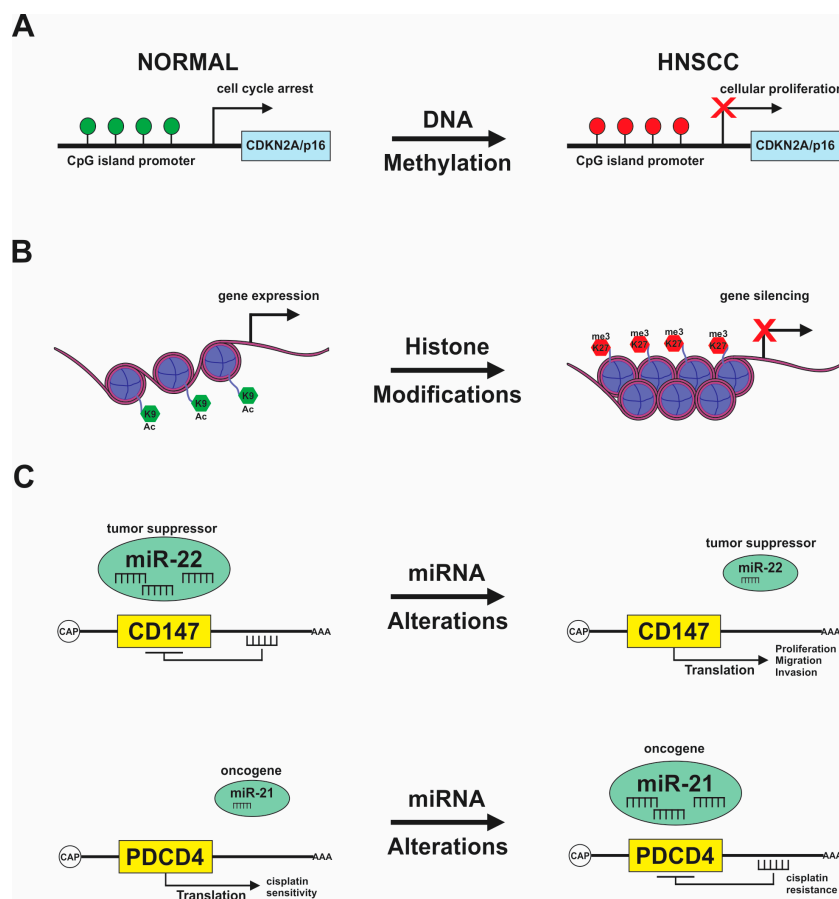 A
NORMAL
HNSCC
cell cycle arrest
cellular proliferation
DNA
Methylation
CDKN2A/p16
CpG island promoter
CDKN2A/p16
CpG island promoter
B
gene expression
gene silencing
Histone
Modifications
me3 me3 me3 me3
K27 K27 K27 K27
K9 K9 K9
Ac Ac Ac
C
tumor suppressor
miR-22
miRNA
Alterations
tumor suppressor
miR-22
CAP CD147 AAA
CAP CD147 AAA
Translation
Proliferation
Migration
Invasion
oncogene
miR-21
miRNA
Alterations
oncogene
miR-21
CAP PDCD4 AAA
Translation
cisplatin
sensitivity
CAP PDCD4 AAA
cisplatin
resistance